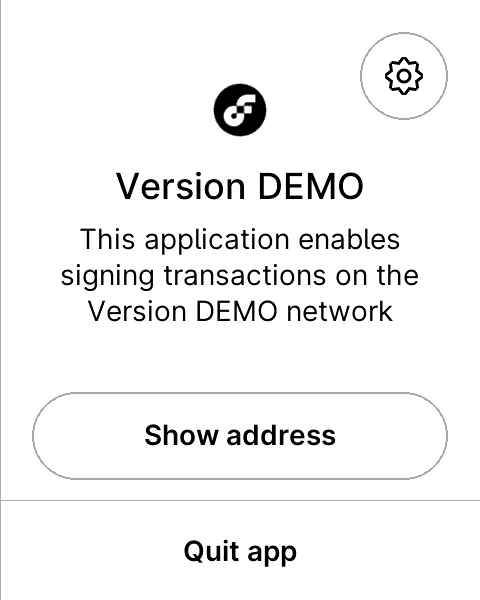 Version DEMO
This application enables
signing transactions on the
Version DEMO network
Show address
Quit app